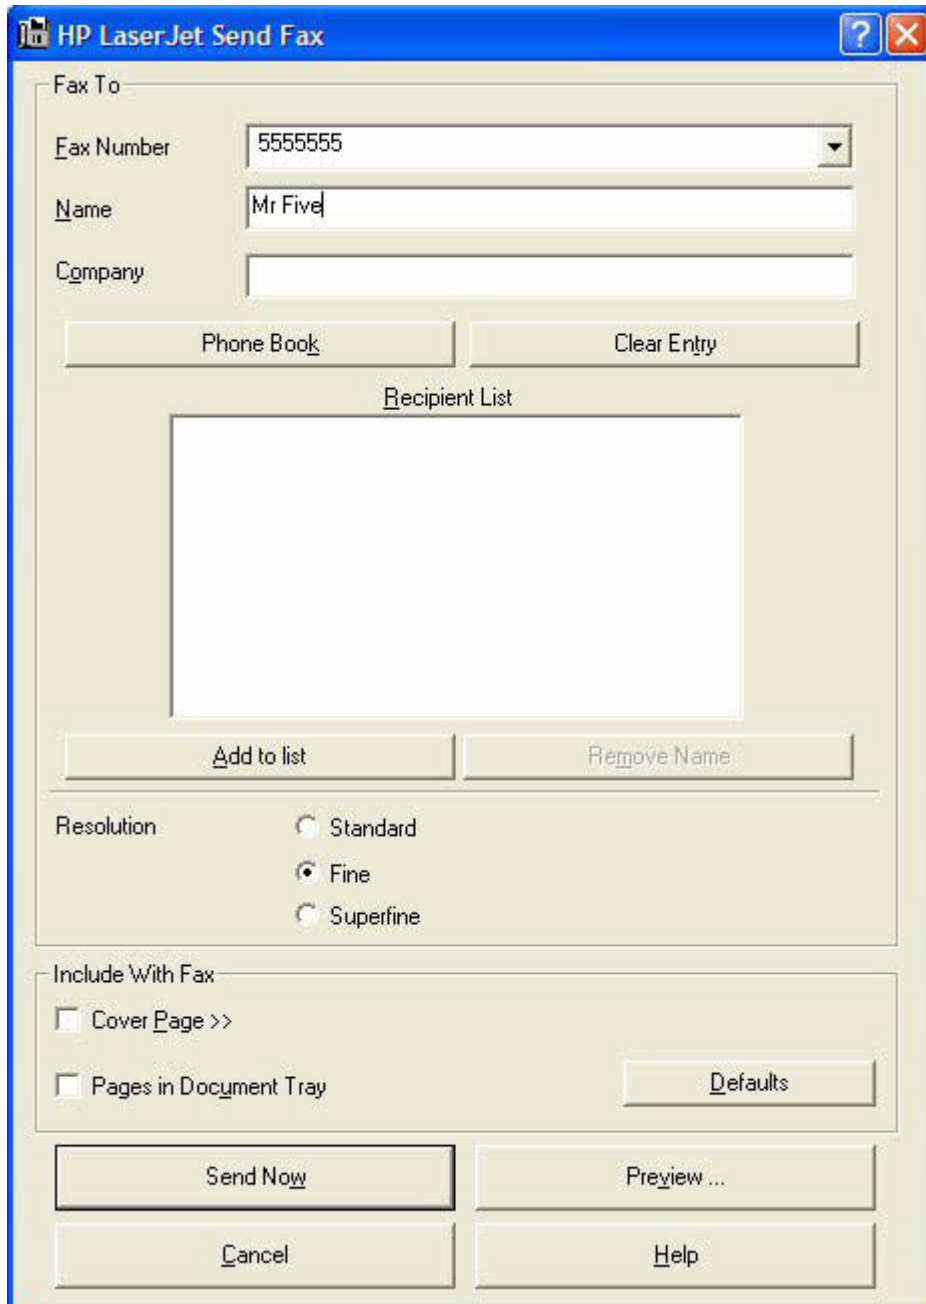 HP LaserJet Send Fax
Fax To
Fax Number 5555555
Name Mr Five
Company
Phone Book Clear Entry
Recipient List
Add to list Remove Name
Resolution Standard
Fine
Superfine
Include With Fax
Cover Page >>
Pages in Document Tray Defaults
Send Now Preview ...
Cancel Help